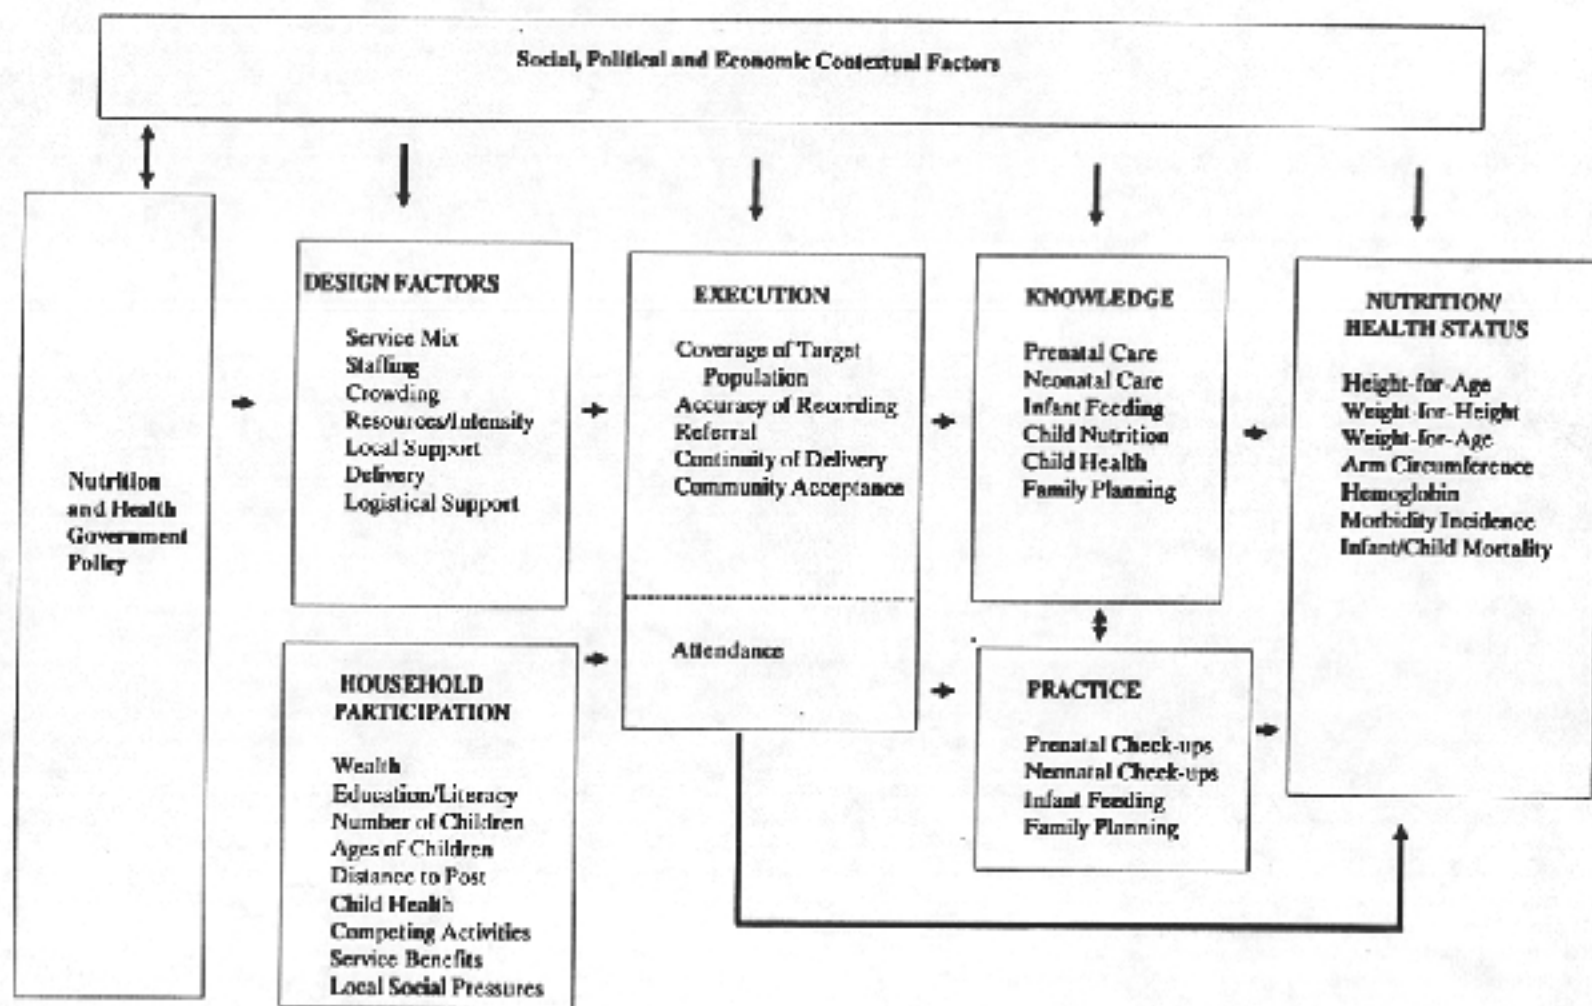 Social, Political and Economic Contextual Factors
Nutrition
and Health
Government
Policy
DESIGN FACTORS
Service Mix
Staffing
Crowding
Resources/Intensity
Local Support
Delivery
Logistical Support
HOUSEHOLD
PARTICIPATION
Wealth
Education/Literacy
Number of Children
Ages of Children
Distance to Post
Child Health
Competing Activities
Service Benefits
Local Social Pressures
EXECUTION
Coverage of Target
Population
Accuracy of Recording
Referral
Continuity of Delivery
Community Acceptance
Attendance
KNOWLEDGE
Prenatal Care
Neonatal Care
Infant Feeding
Child Nutrition
Child Health
Family Planning
PRACTICE
Prenatal Check-ups
Neonatal Check-ups
Infant Feeding
Family Planning
NUTRITION/
HEALTH STATUS
Height-for-Age
Weight-for-Height
Weight-for-Age
Arm Circumference
Hemoglobin
Morbidity Incidence
Infant/Child Mortality